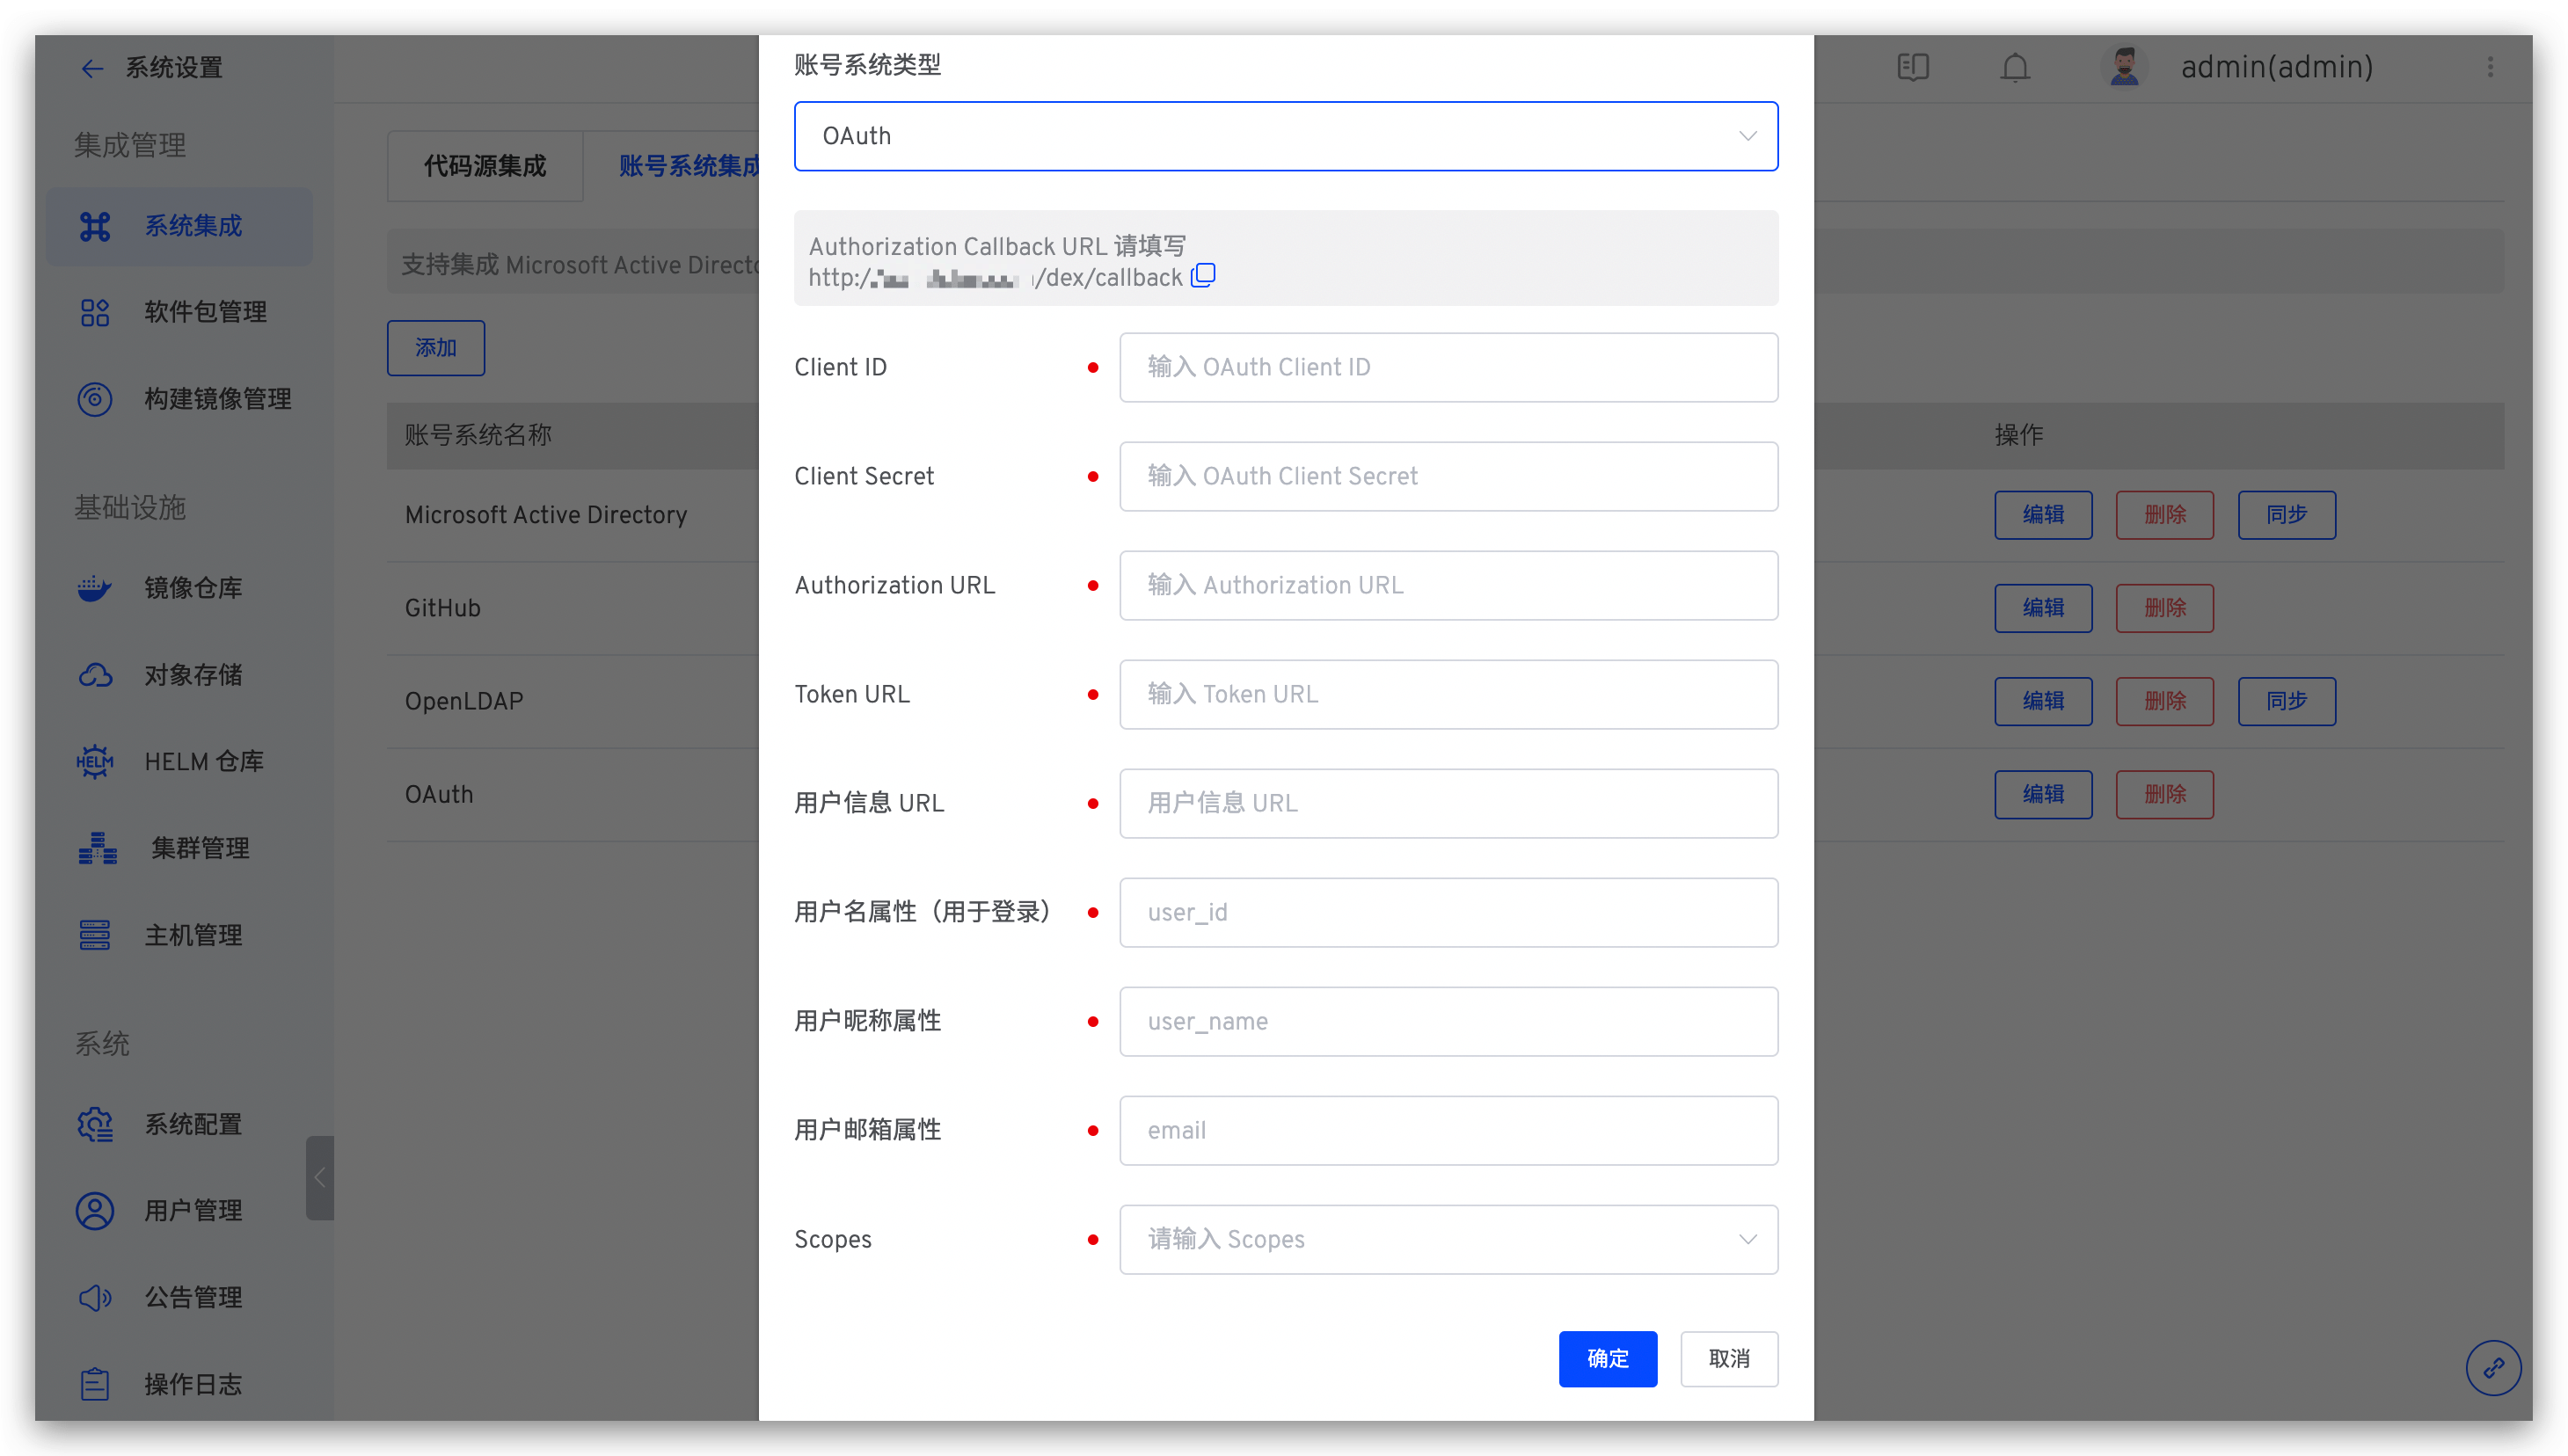 系统设置
集成管理
系统集成
软件包管理
构建镜像管理
基础设施
镜像仓库
对象存储
HELM
HELM 仓库
集群管理
主机管理
系统
系统配置
用户管理
公告管理
操作日志
admin(admin)
代码源集成
账号系统集成
支持集成 Microsoft Active
添加
账号系统名称
操作
Microsoft Active Directory
编辑 删除 同步
GitHub
编辑 删除
OpenLDAP
编辑 删除 同步
OAuth
编辑 删除
账号系统类型
OAuth
Authorization Callback URL 请填写
http:/ /dex/callback
Client ID
输入 OAuth Client ID
Client Secret
输入 OAuth Client Secret
Authorization URL
输入 Authorization URL
Token URL
输入 Token URL
用户信息 URL
用户信息 URL
用户名属性（用于登录）
user_id
用户昵称属性
user_name
用户邮箱属性
email
Scopes
请输入 Scopes
确定
取消